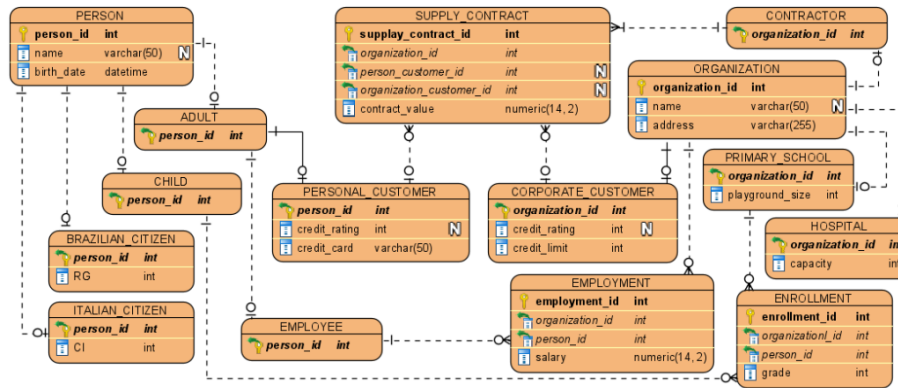 PERSON
person_id int
name varchar(50) N
birth_date datetime
SUPPLY_CONTRACT
supplay_contract_id int
organization_id int
person_customer_id int N
organization_customer_id int N
contract_value numeric(14, 2)
CONTRACTOR
organization_id int
ORGANIZATION
organization_id int
name varchar(50) N
address varchar(255)
ADULT
person_id int
CHILD
person_id int
PERSONAL_CUSTOMER
person_id int
credit_rating int N
credit_card varchar(50)
CORPORATE_CUSTOMER
organization_id int
credit_rating int N
credit_limit int
PRIMARY_SCHOOL
organization_id int
playground_size int
HOSPITAL
organization_id int
capacity int
BRAZILIAN_CITIZEN
person_id int
RG int
ITALIAN_CITIZEN
person_id int
CI int
EMPLOYEE
person_id int
EMPLOYMENT
employment_id int
organization_id int
person_id int
salary numeric(14, 2)
ENROLLMENT
enrollment_id int
organizationl_id int
person_id int
grade int